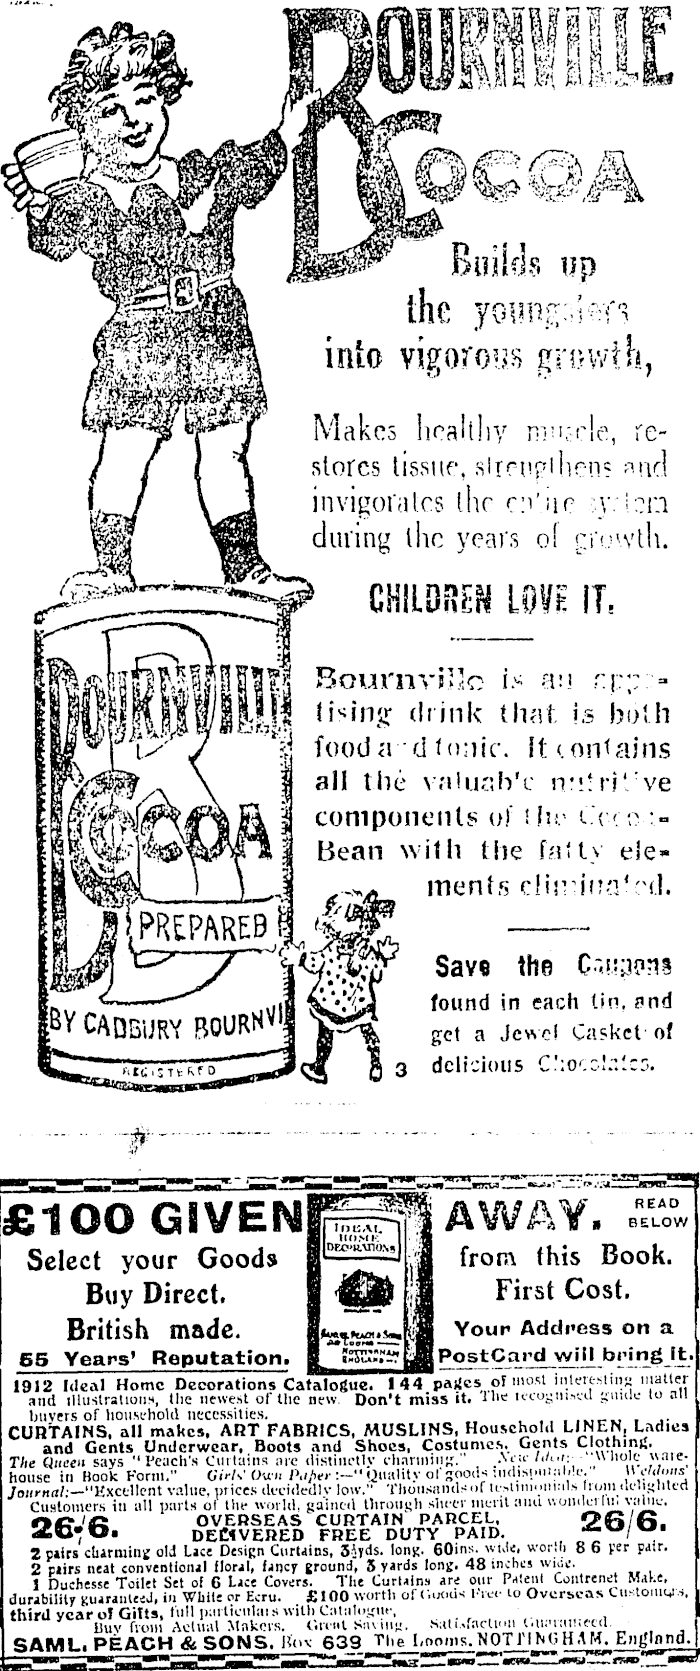 BOURNVILLE
COCOA
Builds up
the youngsters
into vigorous growth,
Makes healthy muscle, re-
stores tissue, strengthens and
invigorates the entire system
during the years of growth.
CHILDREN LOVE IT.
Bournville is an appe-
tising drink that is both
food and tonic. It contains
all the valuable nutritive
components of the Cocoa-
Bean with the fatty ele-
ments eliminated.
Save the Coupons
found in each tin, and
get a Jewel Casket of
delicious Chocolates.
BOURNVILLE
COCOA
PREPARED
BY CADBURY BOURNVI
REGISTERED
3
£100 GIVEN AWAY. READ
BELOW
Select your Goods from this Book.
Buy Direct. First Cost.
British made. Your Address on a
55 Years' Reputation. PostCard will bring it.
IDEAL
HOME
DECORATIONS
SAML PEACH & SONS
THE LOOMS
NOTTINGHAM
ENGLAND
1912 Ideal Home Decorations Catalogue. 144 pages of most interesting matter
and illustrations, the newest of the new. Don't miss it. The recognised guide to all
buyers of household necessities.
CURTAINS, all makes, ART FABRICS, MUSLINS, Household LINEN, Ladies
and Gents Underwear, Boots and Shoes, Costumes, Gents Clothing.
The Queen says "Peach's Curtains are distinctly charming." New Idea:—"Whole ware-
house in Book Form." Girls' Own Paper:—"Quality of goods indisputable." Weldons'
Journal:—"Excellent value, prices decidedly low." Thousands of testimonials from delighted
Customers in all parts of the world, gained through sheer merit and wonderful value.
26/6. OVERSEAS CURTAIN PARCEL, 26/6.
DELIVERED FREE DUTY PAID.
2 pairs charming old Lace Design Curtains, 3½yds. long. 60ins. wide, worth 8 6 per pair.
2 pairs neat conventional floral, fancy ground, 3 yards long, 48 inches wide.
1 Duchesse Toilet Set of 6 Lace Covers. The Curtains are our Patent Contrenet Make,
durability guaranteed, in White or Ecru. £100 worth of Goods Free to Overseas Customers,
third year of Gifts, full particulars with Catalogue,
Buy from Actual Makers. Great Saving. Satisfaction Guaranteed.
SAML. PEACH & SONS, Box 639 The Looms, NOTTINGHAM, England.